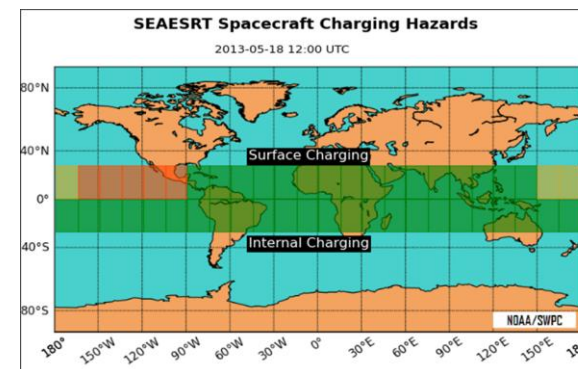 SEAESRT Spacecraft Charging Hazards
2013-05-18 12:00 UTC
80°N
40°N
Surface Charging
0°
Internal Charging
40°S
80°S
NOAA/SWPC
180° 150°W 120°W 90°W 60°W 30°W 0° 30°E 60°E 90°E 120°E 150°E 18